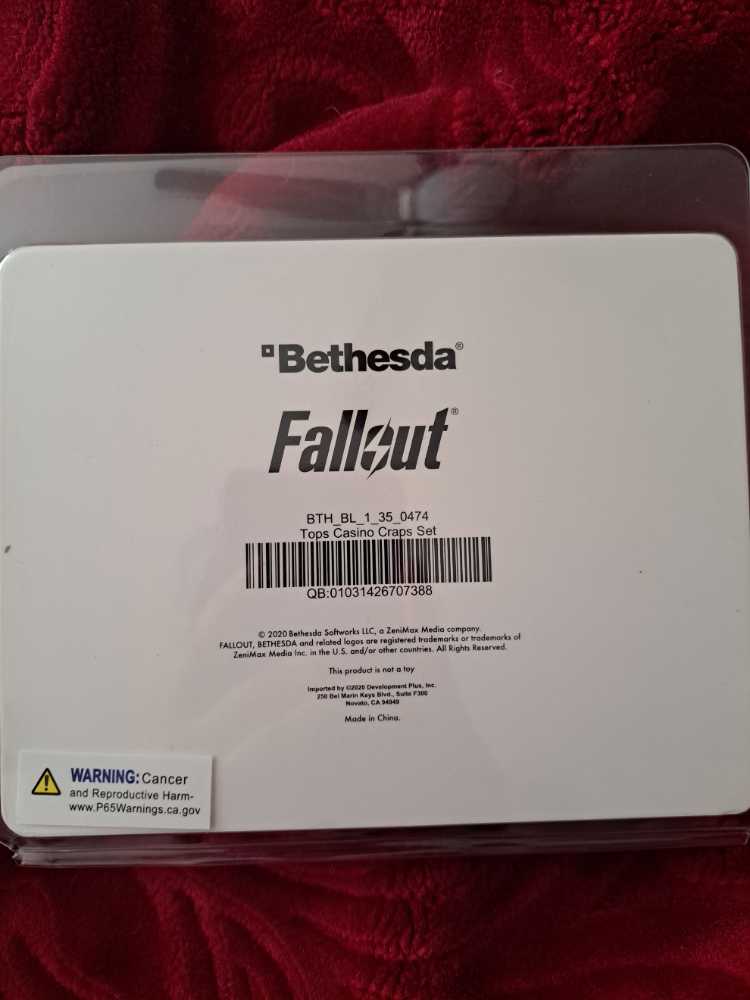 Bethesda®
Fallout®
BTH_BL_1_35_0474
Tops Casino Craps Set
QB:01031426707388
© 2020 Bethesda Softworks LLC, a ZeniMax Media company.
FALLOUT, BETHESDA and related logos are registered trademarks or trademarks of
ZeniMax Media Inc. in the U.S. and/or other countries. All Rights Reserved.
This product is not a toy
Imported by ©2020 Development Plus, Inc.
250 Bel Marin Keys Blvd., Suite F300
Novato, CA 94949
Made in China.
WARNING: Cancer
and Reproductive Harm-
www.P65Warnings.ca.gov